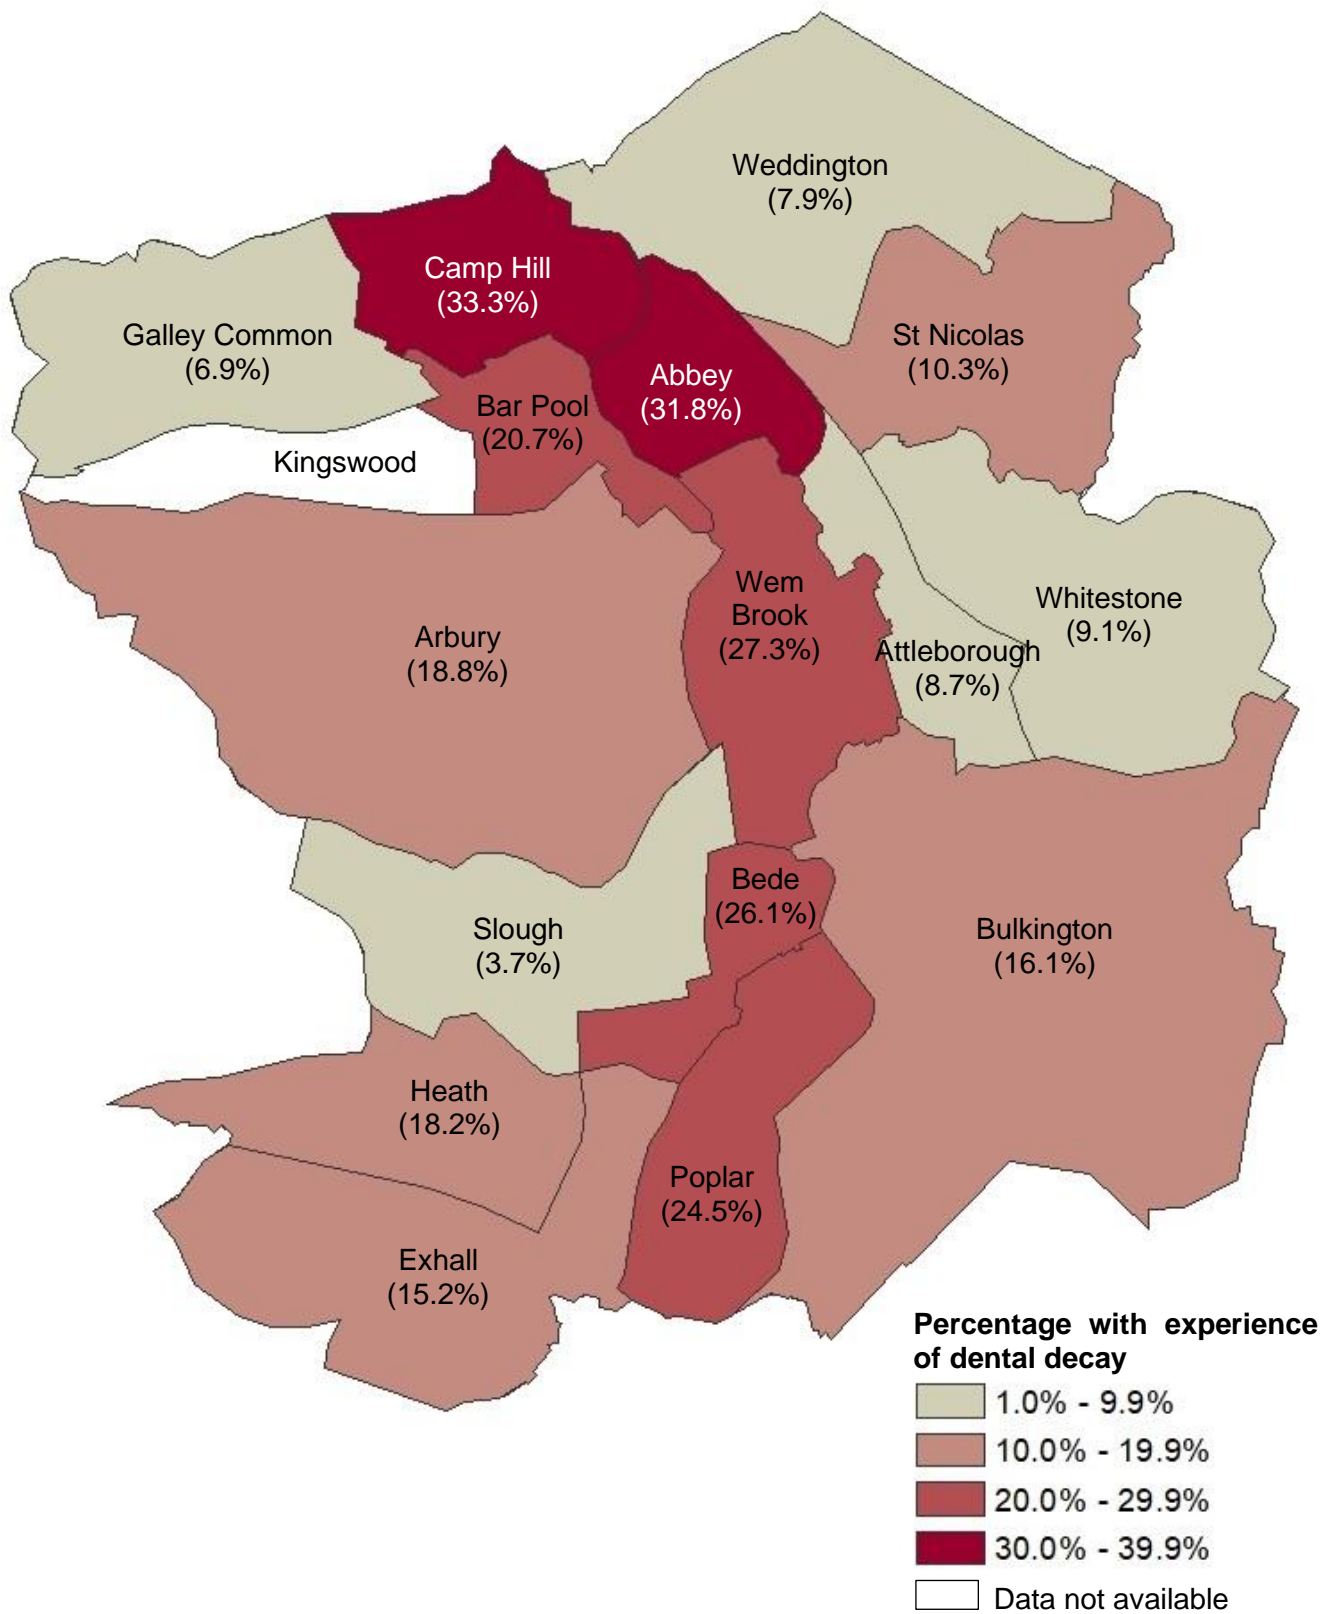 Weddington
(7.9%)
Camp Hill
(33.3%)
Galley Common
(6.9%)
St Nicolas
(10.3%)
Abbey
(31.8%)
Bar Pool
(20.7%)
Kingswood
Wem
Brook
(27.3%)
Whitestone
(9.1%)
Arbury
(18.8%)
Attleborough
(8.7%)
Bede
(26.1%)
Slough
(3.7%)
Bulkington
(16.1%)
Heath
(18.2%)
Poplar
(24.5%)
Exhall
(15.2%)
Percentage with experience
of dental decay
1.0% - 9.9%
10.0% - 19.9%
20.0% - 29.9%
30.0% - 39.9%
Data not available